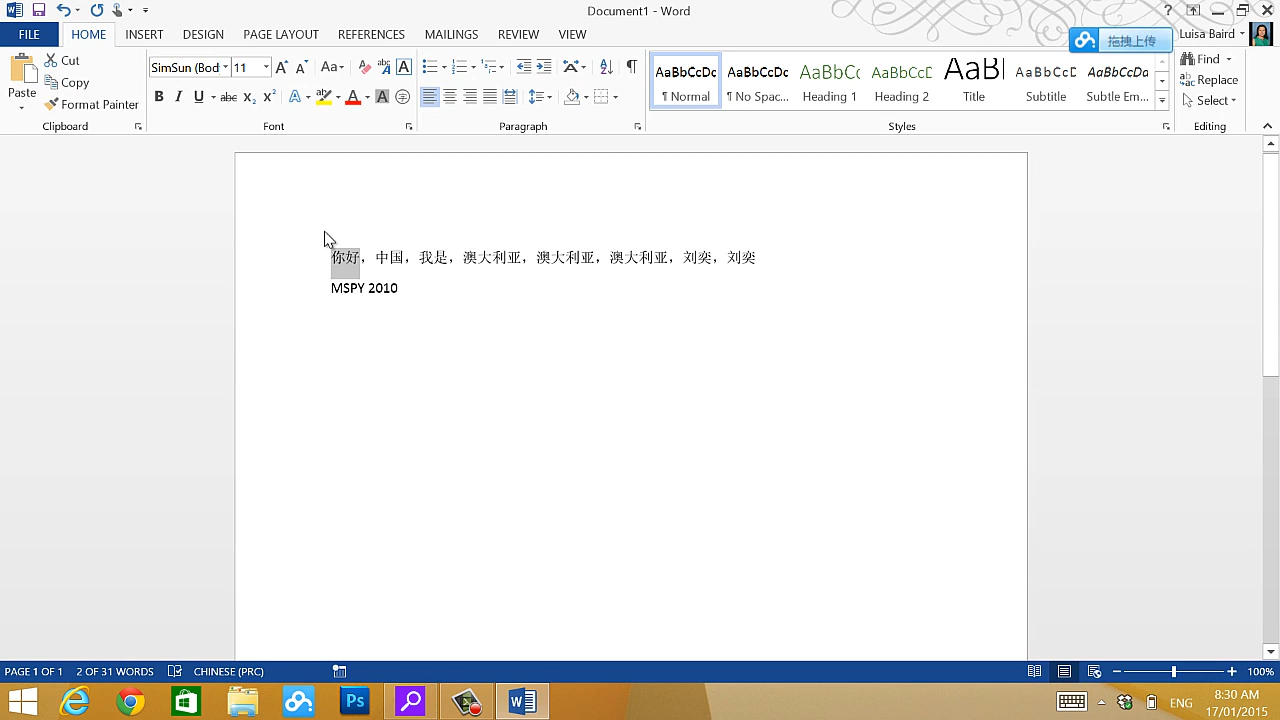 Document1 - Word
FILE HOME INSERT DESIGN PAGE LAYOUT REFERENCES MAILINGS REVIEW VIEW
Luisa Baird
拖拽上传
Paste
Cut
Copy
Format Painter
Clipboard
SimSun (Bod 11
Font
Paragraph
AaBbCcDc AaBbCcDc AaBbCc AaBbCcD AaB AaBbCcD AaBbCcDa
¶ Normal ¶ No Spac... Heading 1 Heading 2 Title Subtitle Subtle Em...
Styles
Find
Replace
Select
Editing
你好，中国，我是，澳大利亚，澳大利亚，澳大利亚，刘奕，刘奕
MSPY 2010
PAGE 1 OF 1 2 OF 31 WORDS CHINESE (PRC) 100%
ENG
8:30 AM
17/01/2015